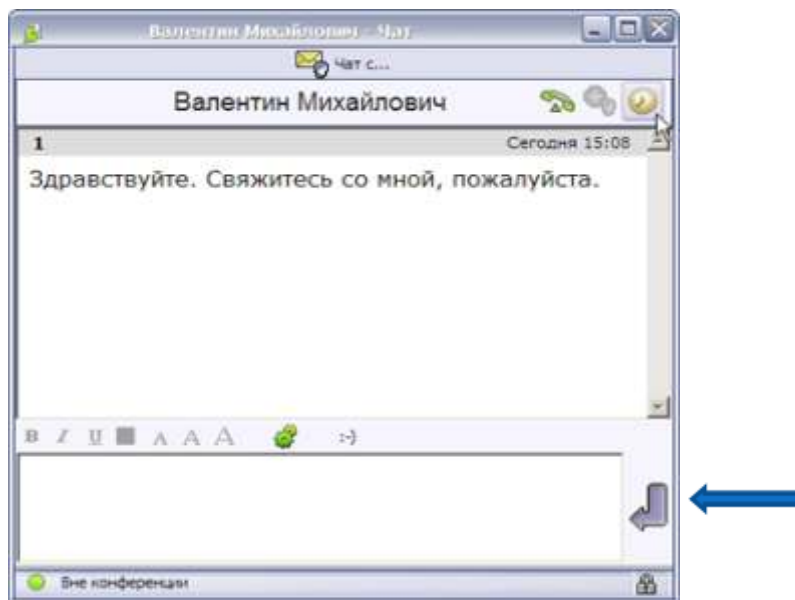 Валентин Михайлович - Чат
Чат с...
Валентин Михайлович
1 Сегодня 15:08
Здравствуйте. Свяжитесь со мной, пожалуйста.
B I U A A A :-)
Вне конференции